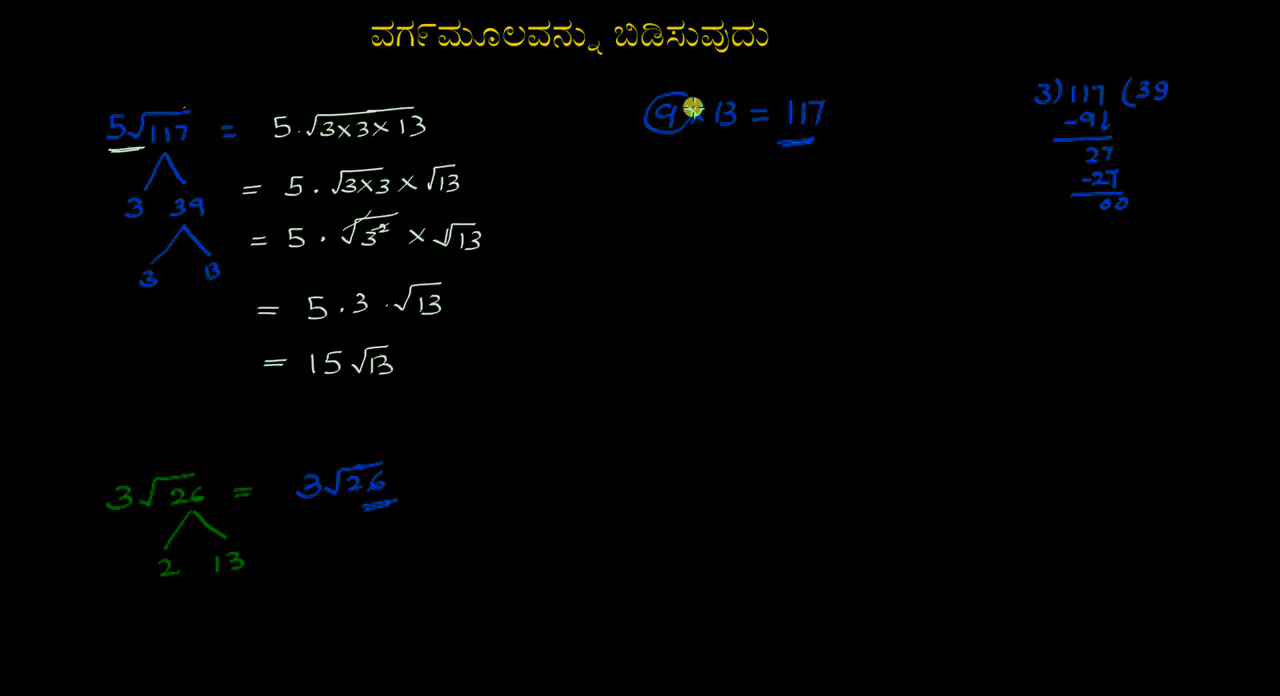 ವರ್ಗಮೂಲವನ್ನು ಬಿಡಿಸುವುದು
5√117 = 5·√3×3×13
3 39
3 13
= 5·√3×3 × √13
= 5·√3² × √13
= 5·3·√13
= 15√13
9 × 13 = 117
3) 117 (39
-9↓
27
-27
00
3√26 = 3√26
2 13